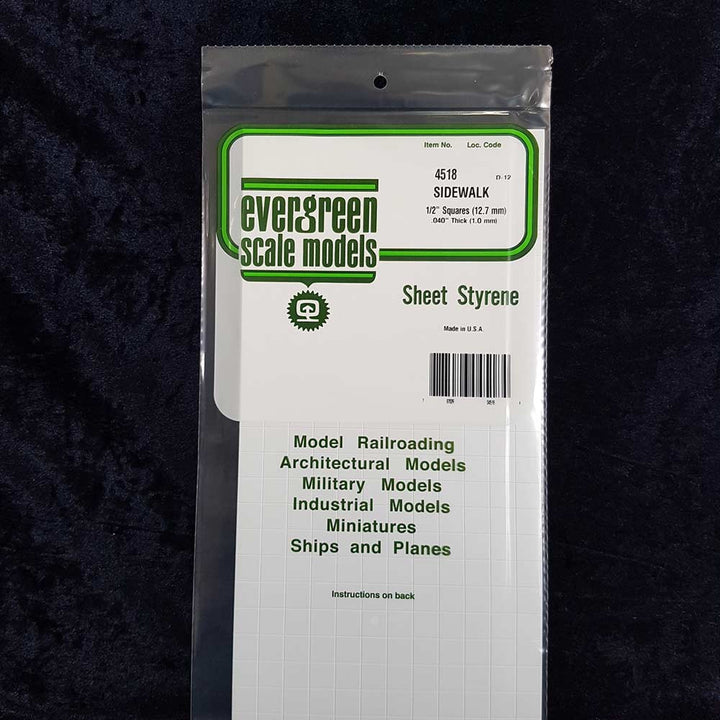 Item No. Loc. Code
4518 D-12
SIDEWALK
1/2" Squares (12.7 mm)
.040" Thick (1.0 mm)
evergreen
scale models
Sheet Styrene
Made in U.S.A
Model Railroading
Architectural Models
Military Models
Industrial Models
Miniatures
Ships and Planes
Instructions on back